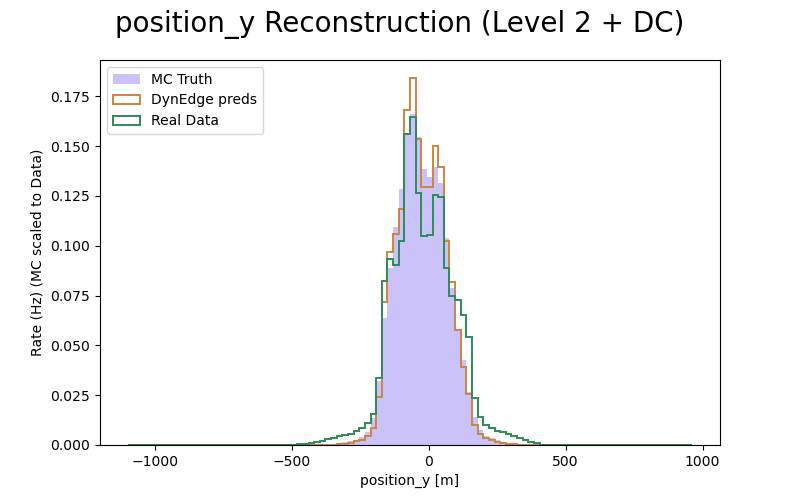 position_y Reconstruction (Level 2 + DC)
MC Truth
DynEdge preds
Real Data
Rate (Hz) (MC scaled to Data)
0.175
0.150
0.125
0.100
0.075
0.050
0.025
0.000
−1000 −500 0 500 1000
position_y [m]